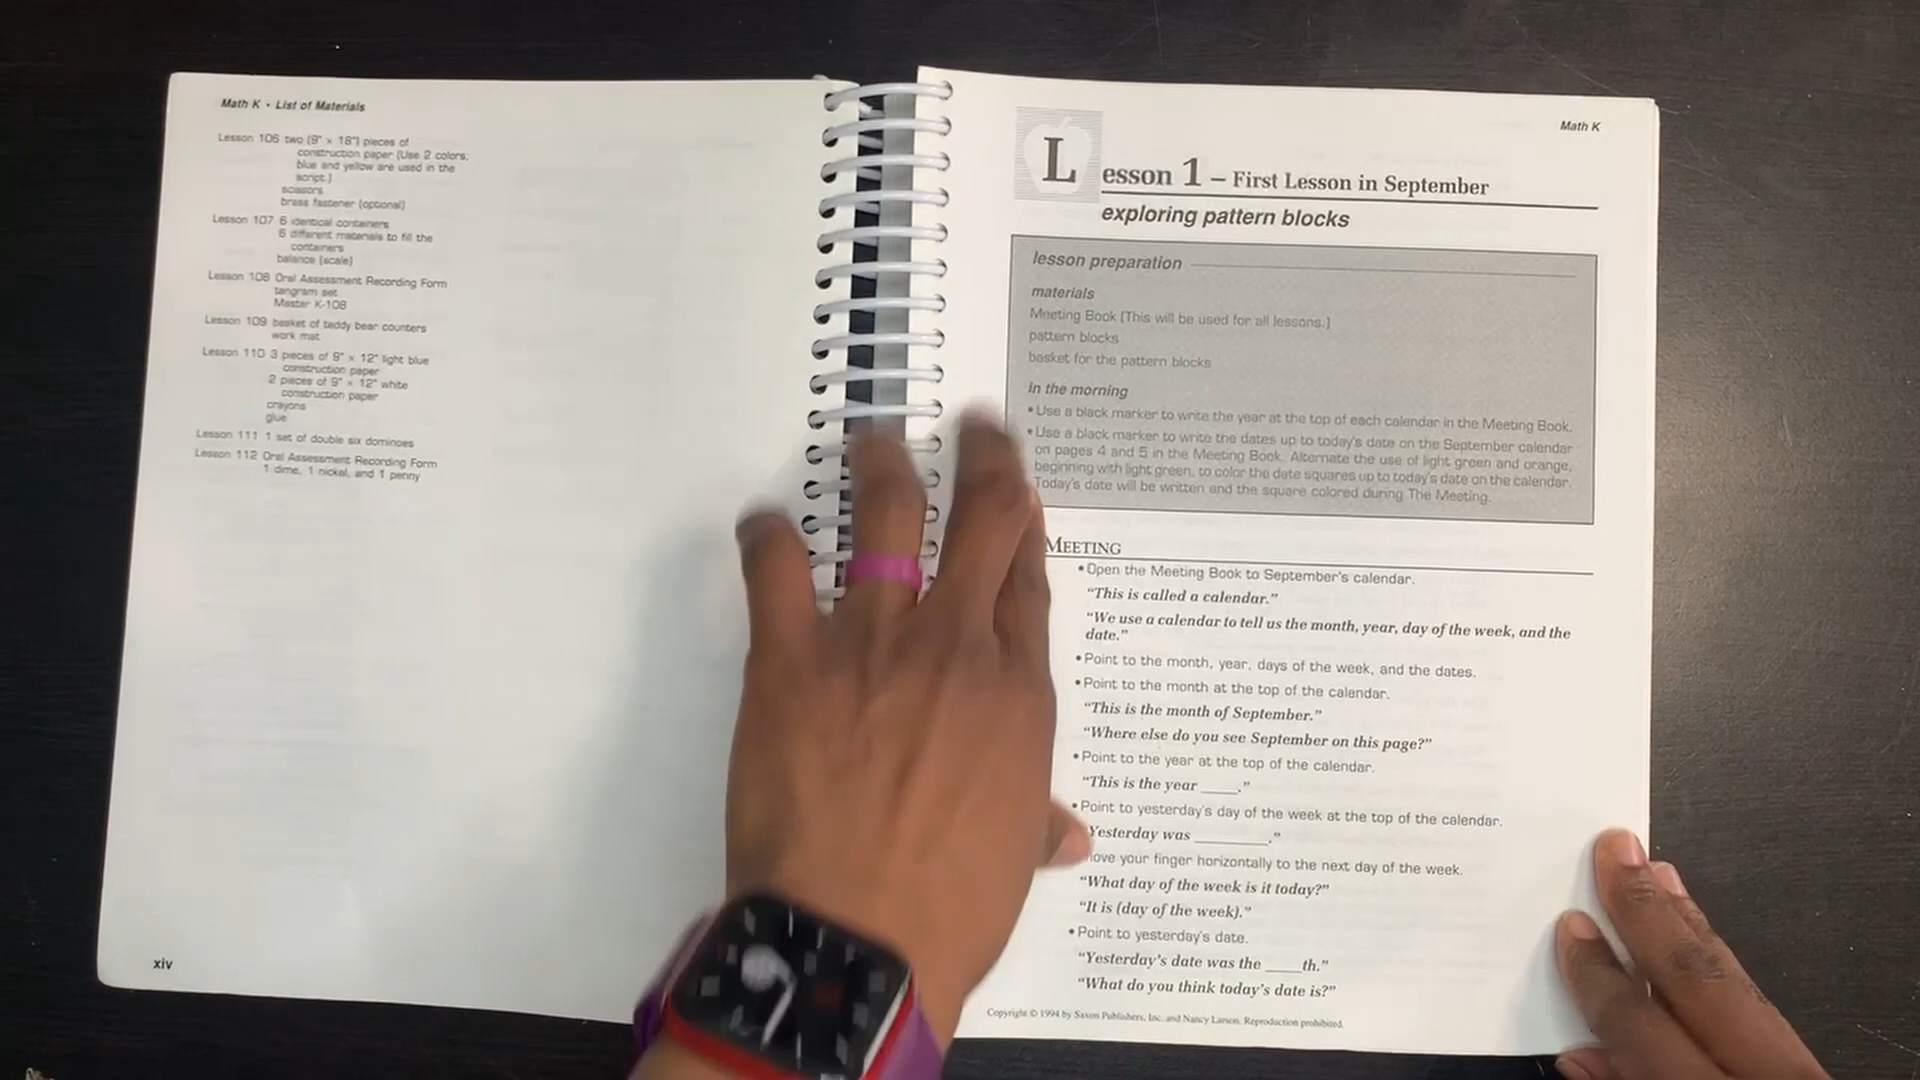 Math K • List of Materials
Lesson 106 two (9" × 18") pieces of
construction paper (Use 2 colors,
blue and yellow are used in the
script.)
scissors
brass fastener (optional)
Lesson 107 6 identical containers
6 different materials to fill the
containers
balance (scale)
Lesson 108 Oral Assessment Recording Form
tangram set
Master K-108
Lesson 109 basket of teddy bear counters
work mat
Lesson 110 3 pieces of 9" × 12" light blue
construction paper
2 pieces of 9" × 12" white
construction paper
crayons
glue
Lesson 111 1 set of double six dominoes
Lesson 112 Oral Assessment Recording Form
1 dime, 1 nickel, and 1 penny
xiv
Math K
Lesson 1 – First Lesson in September
exploring pattern blocks
lesson preparation
materials
Meeting Book (This will be used for all lessons.)
pattern blocks
basket for the pattern blocks
in the morning
• Use a black marker to write the year at the top of each calendar in the Meeting Book.
• Use a black marker to write the dates up to today's date on the September calendar
on pages 4 and 5 in the Meeting Book. Alternate the use of light green and orange,
beginning with light green, to color the date squares up to today's date on the calendar.
Today's date will be written and the square colored during The Meeting.
MEETING
• Open the Meeting Book to September's calendar.
“This is called a calendar.”
“We use a calendar to tell us the month, year, day of the week, and the
date.”
• Point to the month, year, days of the week, and the dates.
• Point to the month at the top of the calendar.
“This is the month of September.”
“Where else do you see September on this page?”
• Point to the year at the top of the calendar.
“This is the year ____.”
• Point to yesterday's day of the week at the top of the calendar.
Yesterday was ________.”
your finger horizontally to the next day of the week.
“What day of the week is it today?”
“It is (day of the week).”
• Point to yesterday's date.
“Yesterday's date was the ____th.”
“What do you think today's date is?”
Copyright © 1994 by Saxon Publishers, Inc. and Nancy Larson. Reproduction prohibited.